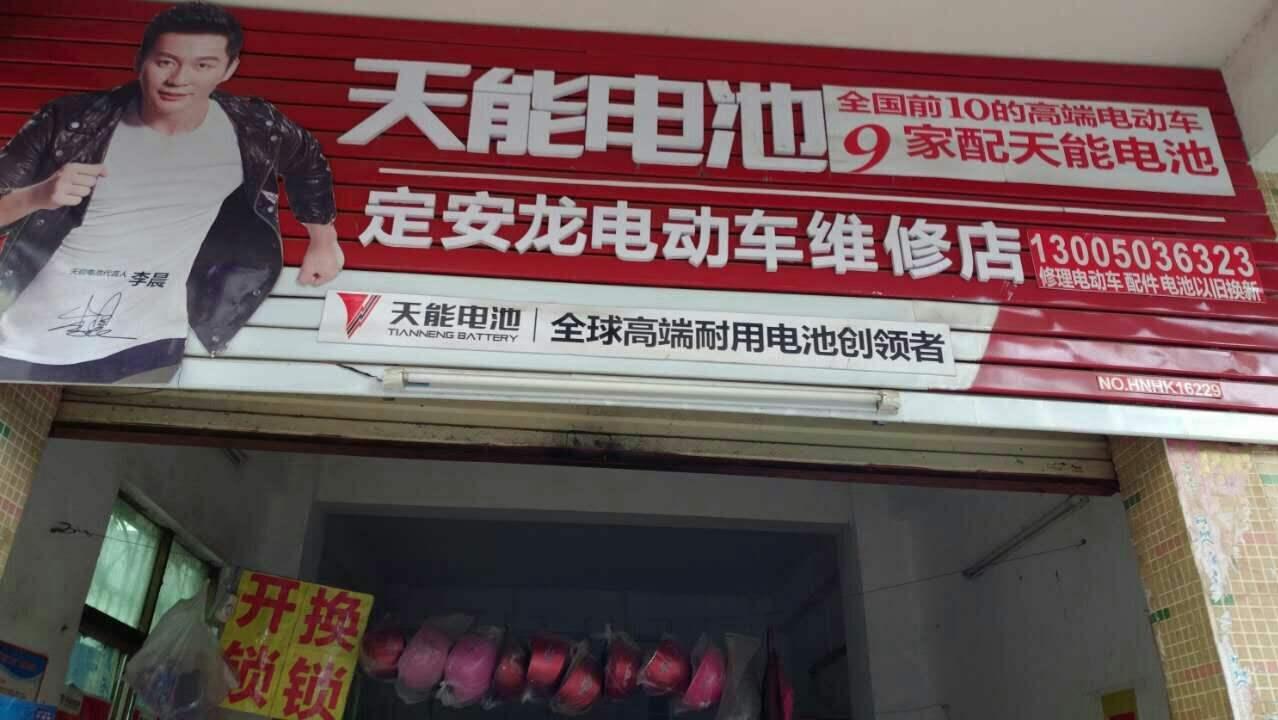 天能电池
全国前10的高端电动车
9家配天能电池
定安龙电动车维修店
13005036323
修理电动车 配件 电池以旧换新
天能电池代言人 李晨
天能电池
TIANNENG BATTERY
全球高端耐用电池创领者
NO.HNHK16229
开锁
换锁